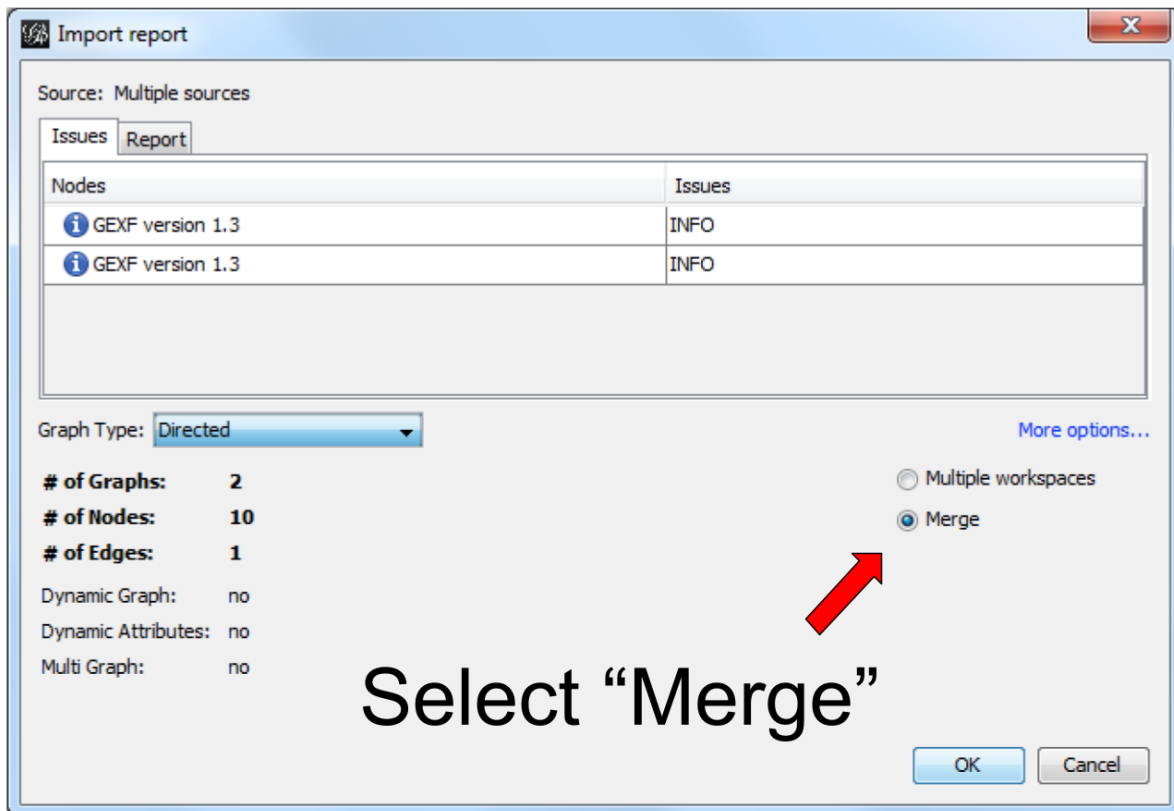 Import report
Source: Multiple sources
Issues Report
Nodes Issues
GEXF version 1.3 INFO
GEXF version 1.3 INFO
Graph Type: Directed More options...
# of Graphs: 2 Multiple workspaces
# of Nodes: 10 Merge
# of Edges: 1
Dynamic Graph: no
Dynamic Attributes: no
Multi Graph: no
Select “Merge”
OK Cancel